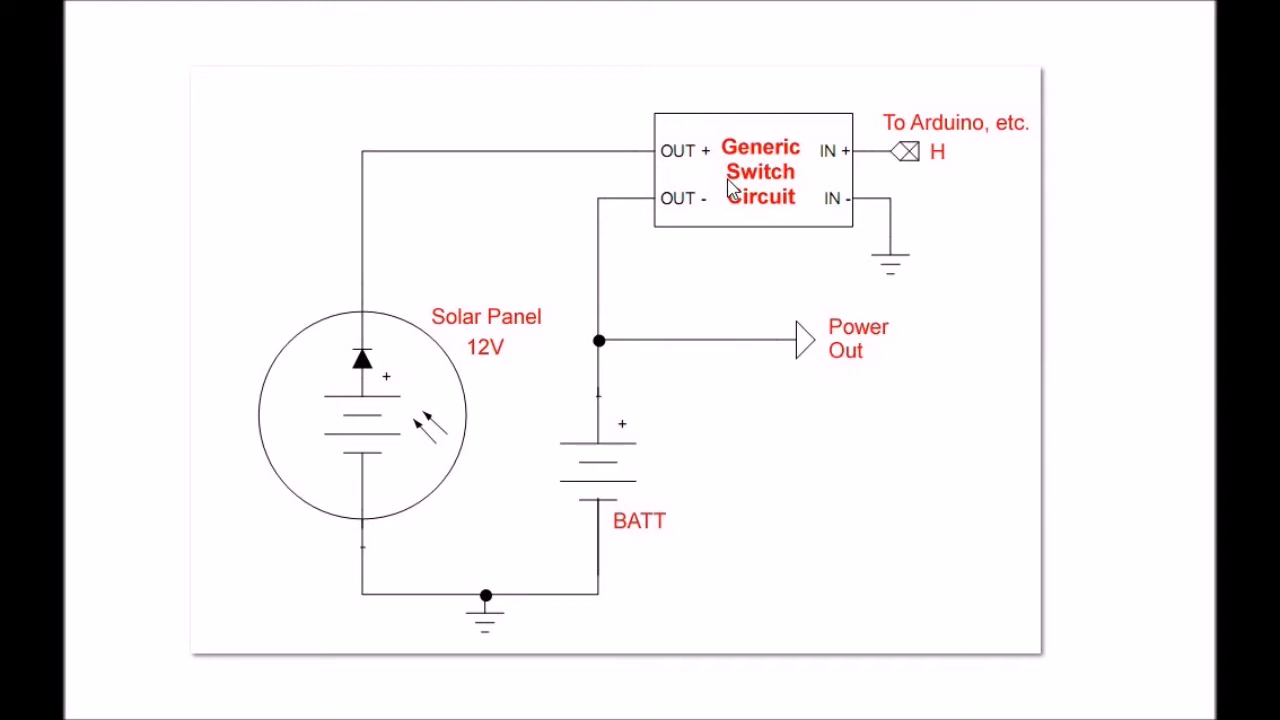 To Arduino, etc.
OUT + Generic IN + H
Switch
OUT - Circuit IN -
Solar Panel
12V
Power
Out
+
+
BATT
-